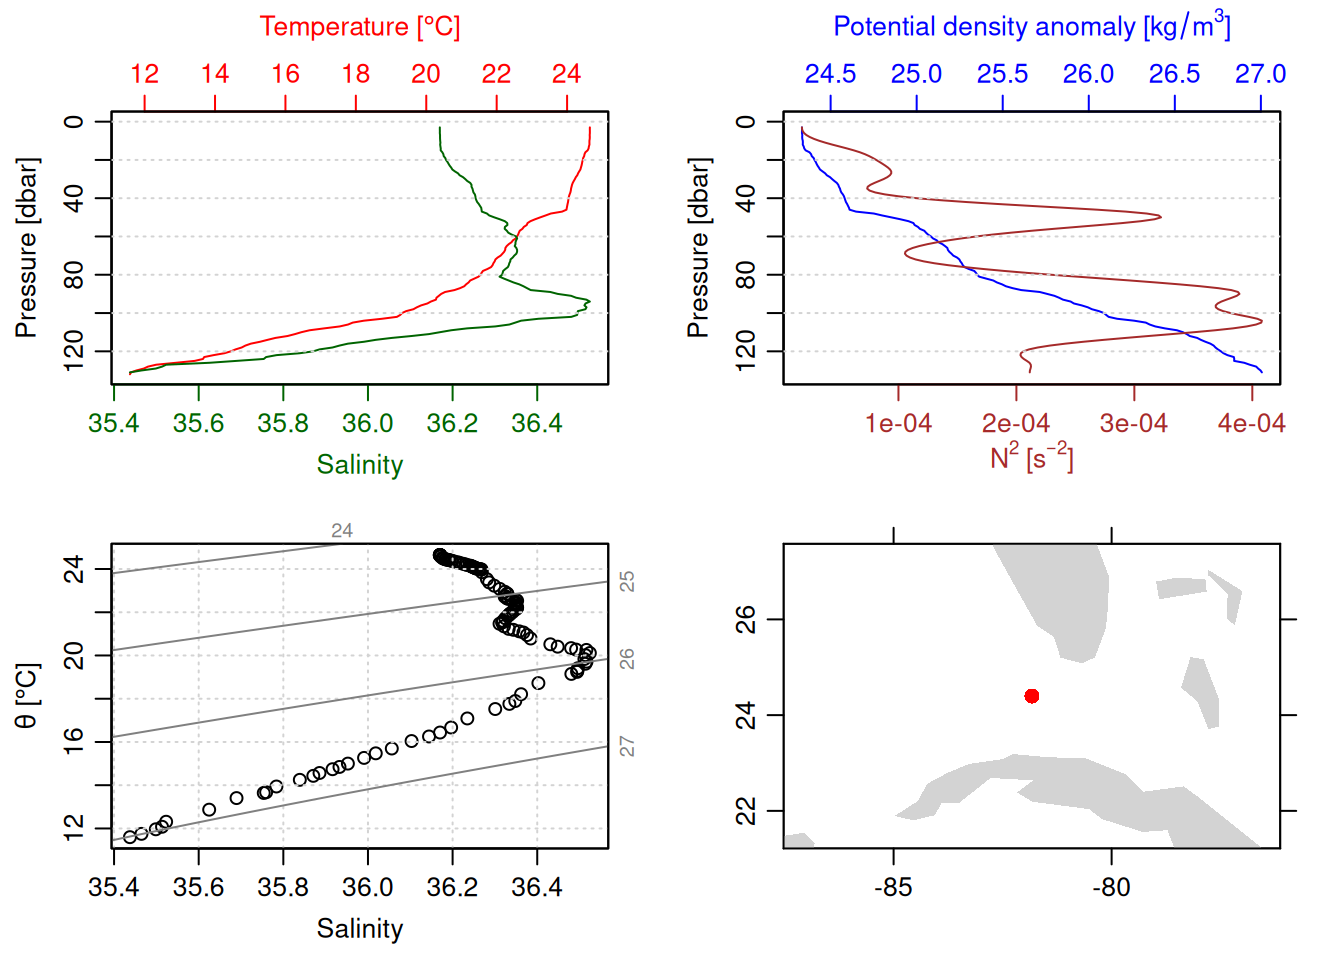 Temperature [°C]
12 14 16 18 20 22 24
Pressure [dbar]
0
40
80
120
35.4 35.6 35.8 36.0 36.2 36.4
Salinity
Potential density anomaly [kg/m³]
24.5 25.0 25.5 26.0 26.5 27.0
Pressure [dbar]
0
40
80
120
1e-04 2e-04 3e-04 4e-04
N² [s⁻²]
24
θ [°C]
24
20
16
12
25
26
27
35.4 35.6 35.8 36.0 36.2 36.4
Salinity
26
24
22
-85 -80